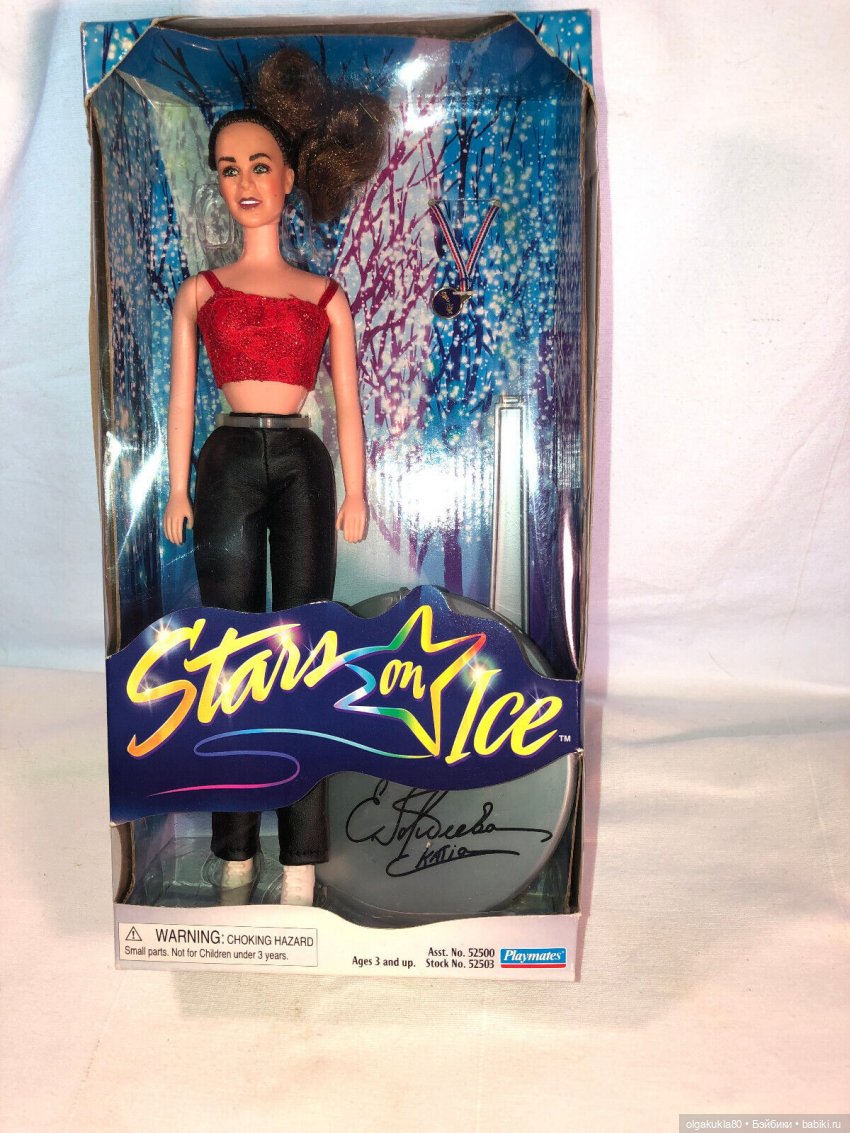 Stars on Ice ™
Е. Гордеева
Katia
WARNING: CHOKING HAZARD
Small parts. Not for Children under 3 years.
Ages 3 and up.
Asst. No. 52500
Stock No. 52503
Playmates®
olgakukla80 • Бэйбики • babiki.ru